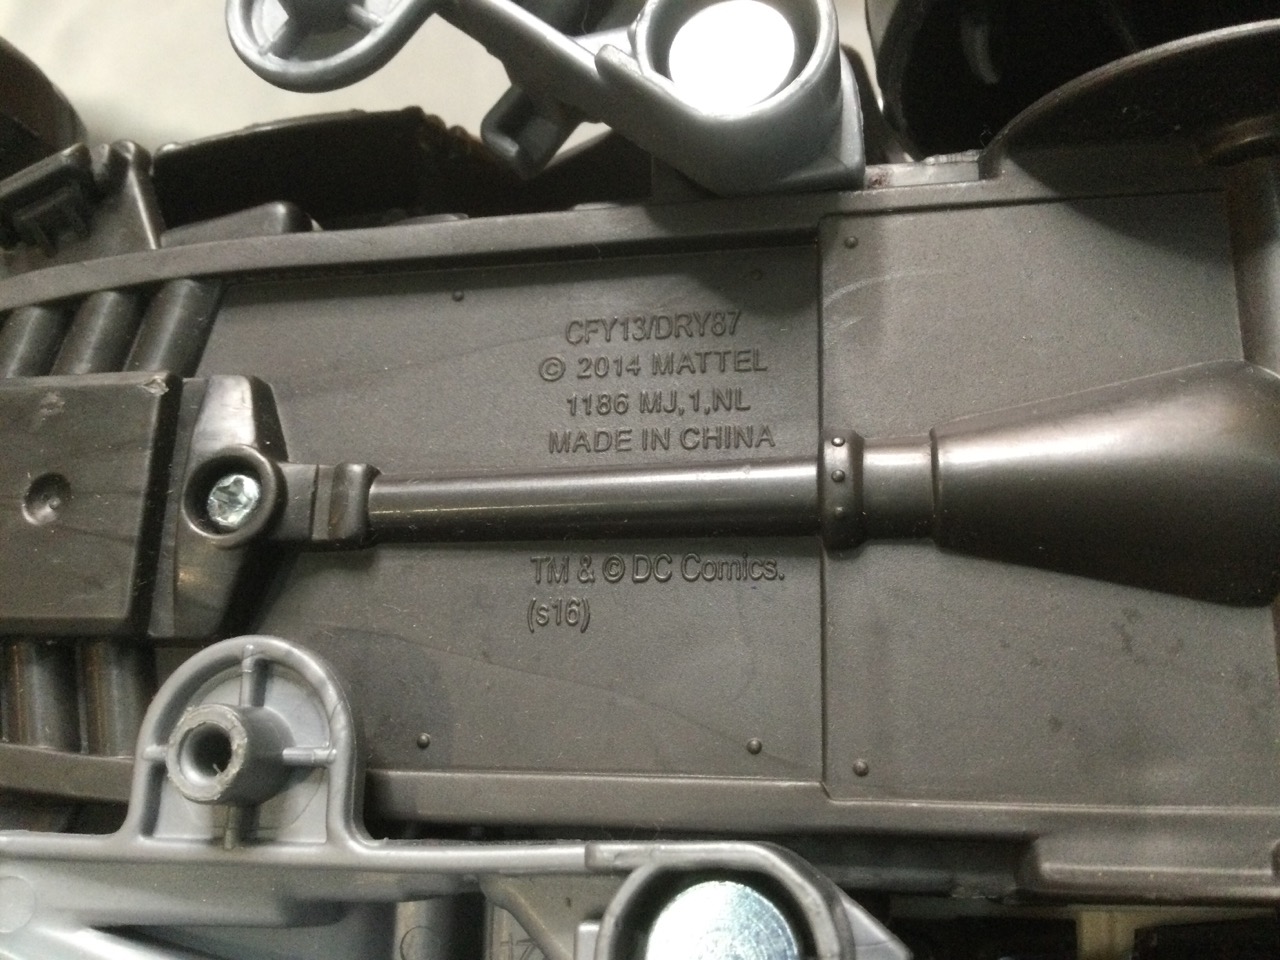 CFY13/DRY87
© 2014 MATTEL
1186 MJ,1,NL
MADE IN CHINA
TM & © DC Comics.
(s16)